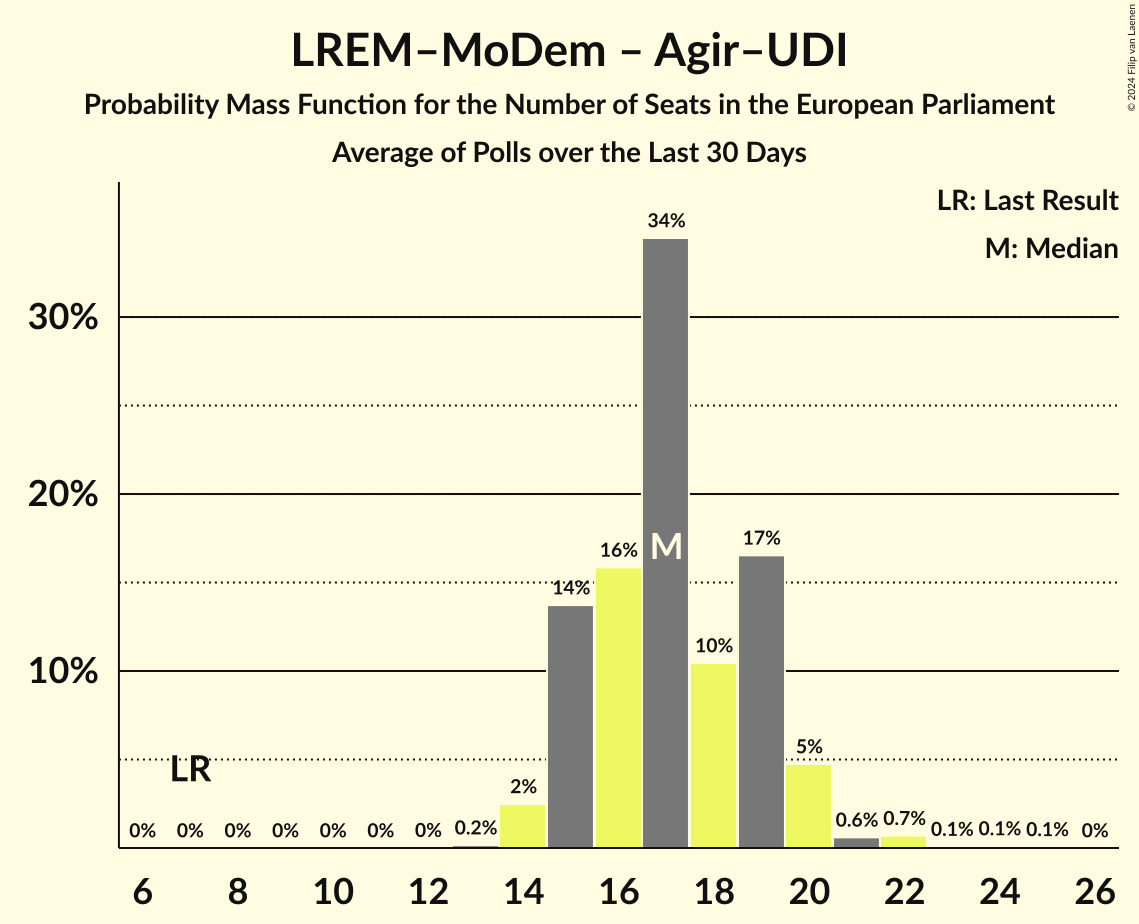 LREM–MoDem – Agir–UDI
Probability Mass Function for the Number of Seats in the European Parliament
Average of Polls over the Last 30 Days
© 2024 Filip van Laenen
LR: Last Result
M: Median
34%
30%
20%
17%
16%
M
14%
10%
10%
LR
5%
2%
0% 0% 0% 0% 0% 0% 0% 0.2% 0.6% 0.7% 0.1% 0.1% 0.1% 0%
6 8 10 12 14 16 18 20 22 24 26